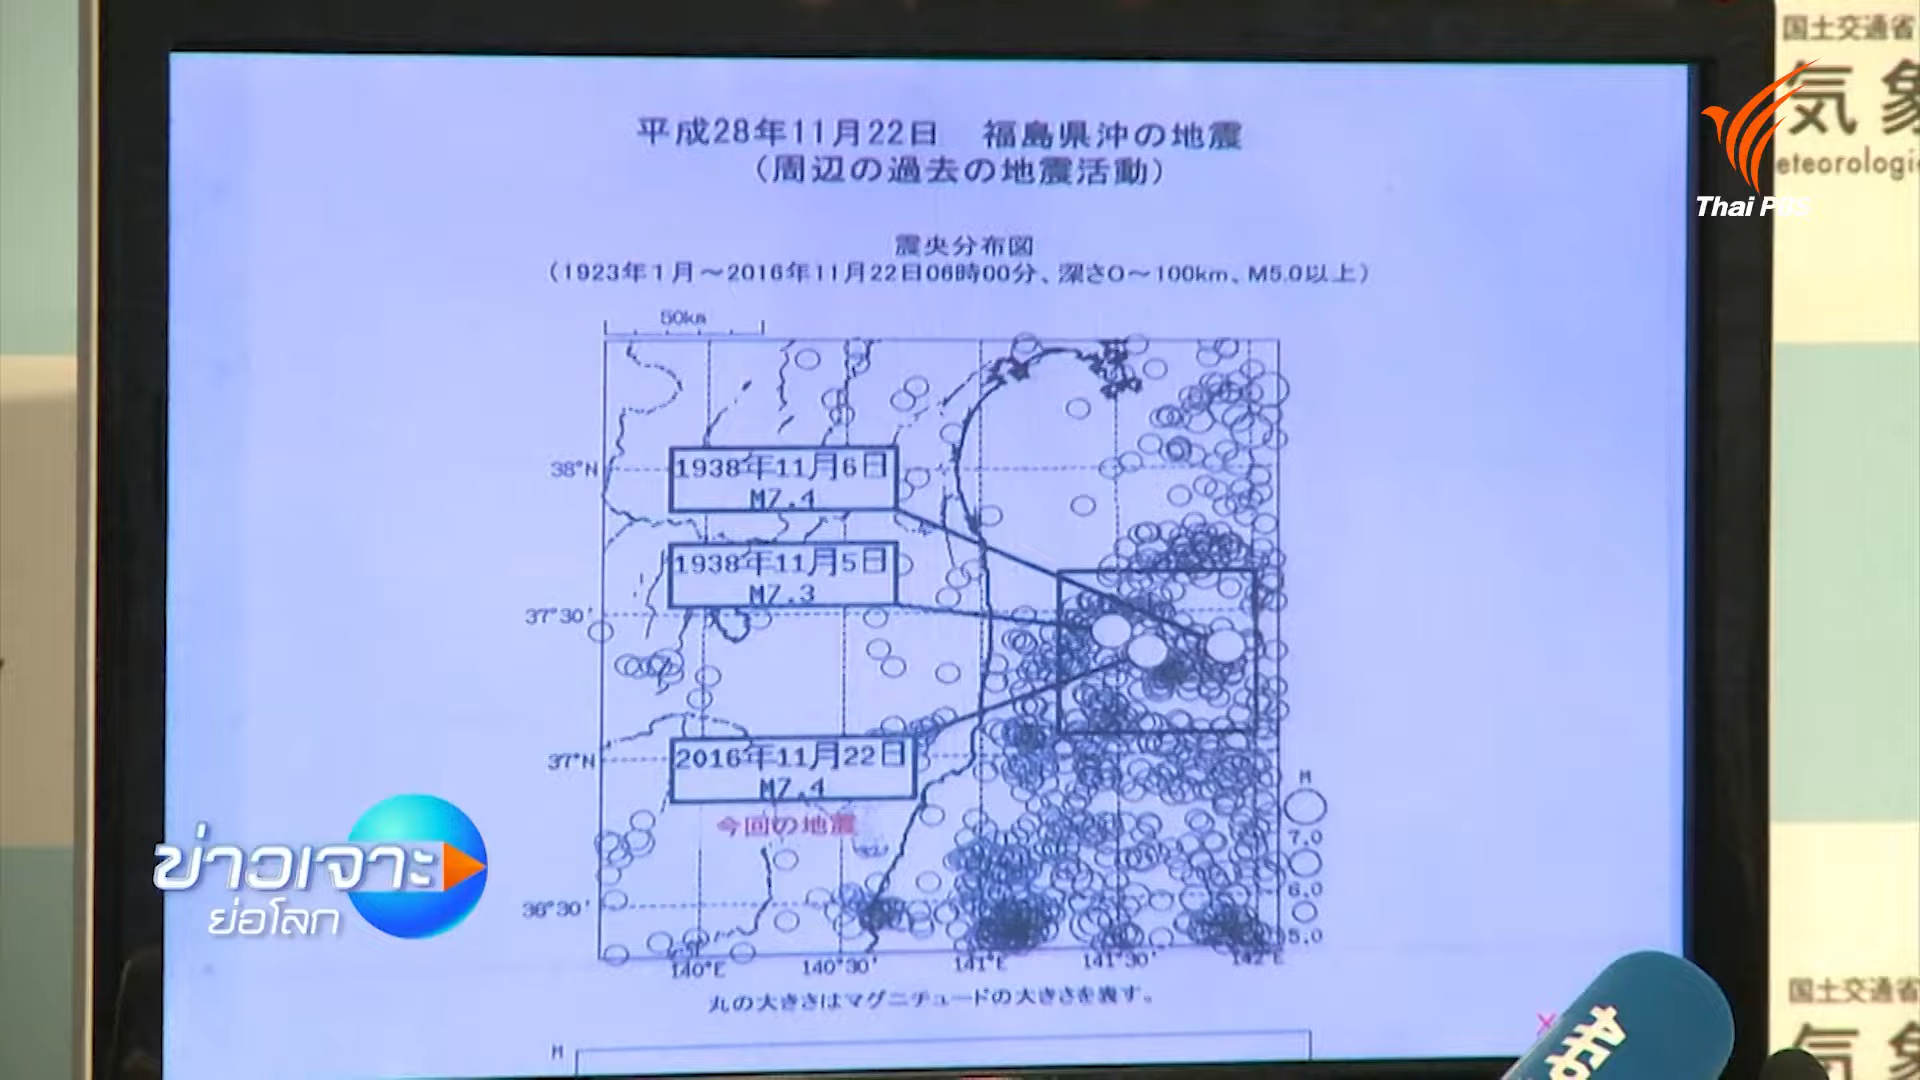 国土交通省
気象
eteorologi
Thai PBS
平成28年11月22日 福島県沖の地震
（周辺の過去の地震活動）
震央分布図
（1923年1月～2016年11月22日06時00分、深さ0～100km、M5.0以上）
50km
38°N
1938年11月6日
M7.4
1938年11月5日
M7.3
37°30'
37°N
2016年11月22日
M7.4
今回の地震
M
7.0
6.0
5.0
36°30'
140°E
140°30'
141°E
141°30'
142°E
丸の大きさはマグニチュードの大きさを表す。
M
ข่าวเจาะ
ย่อโลก
国土交通省
気象